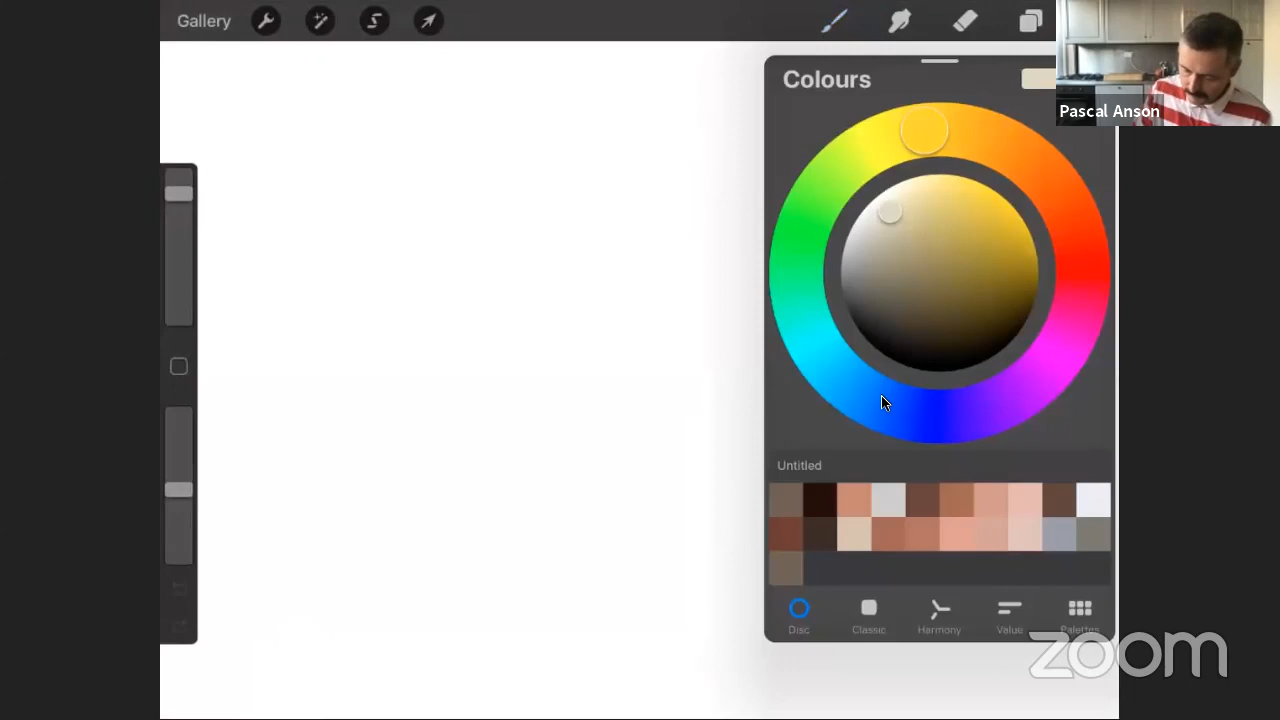 Gallery
Colours
Pascal Anson
Untitled
Disc
Classic
Harmony
Value
Palettes
zoom